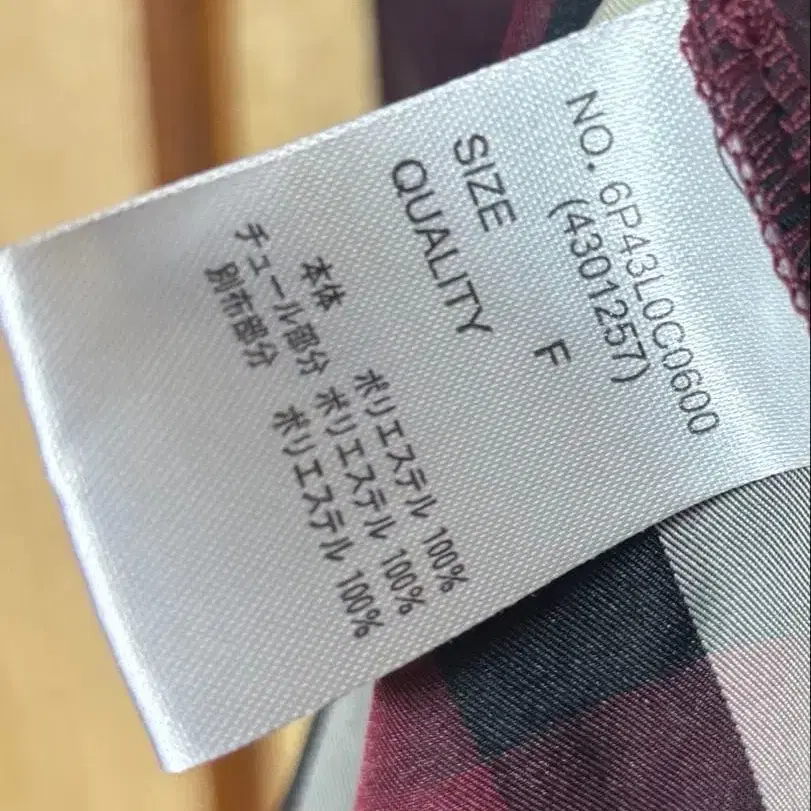 NO. 6P43L0C0600
(4301257)
SIZE F
QUALITY
本体 ポリエステル 100%
チュール部分 ポリエステル 100%
別布部分 ポリエステル 100%